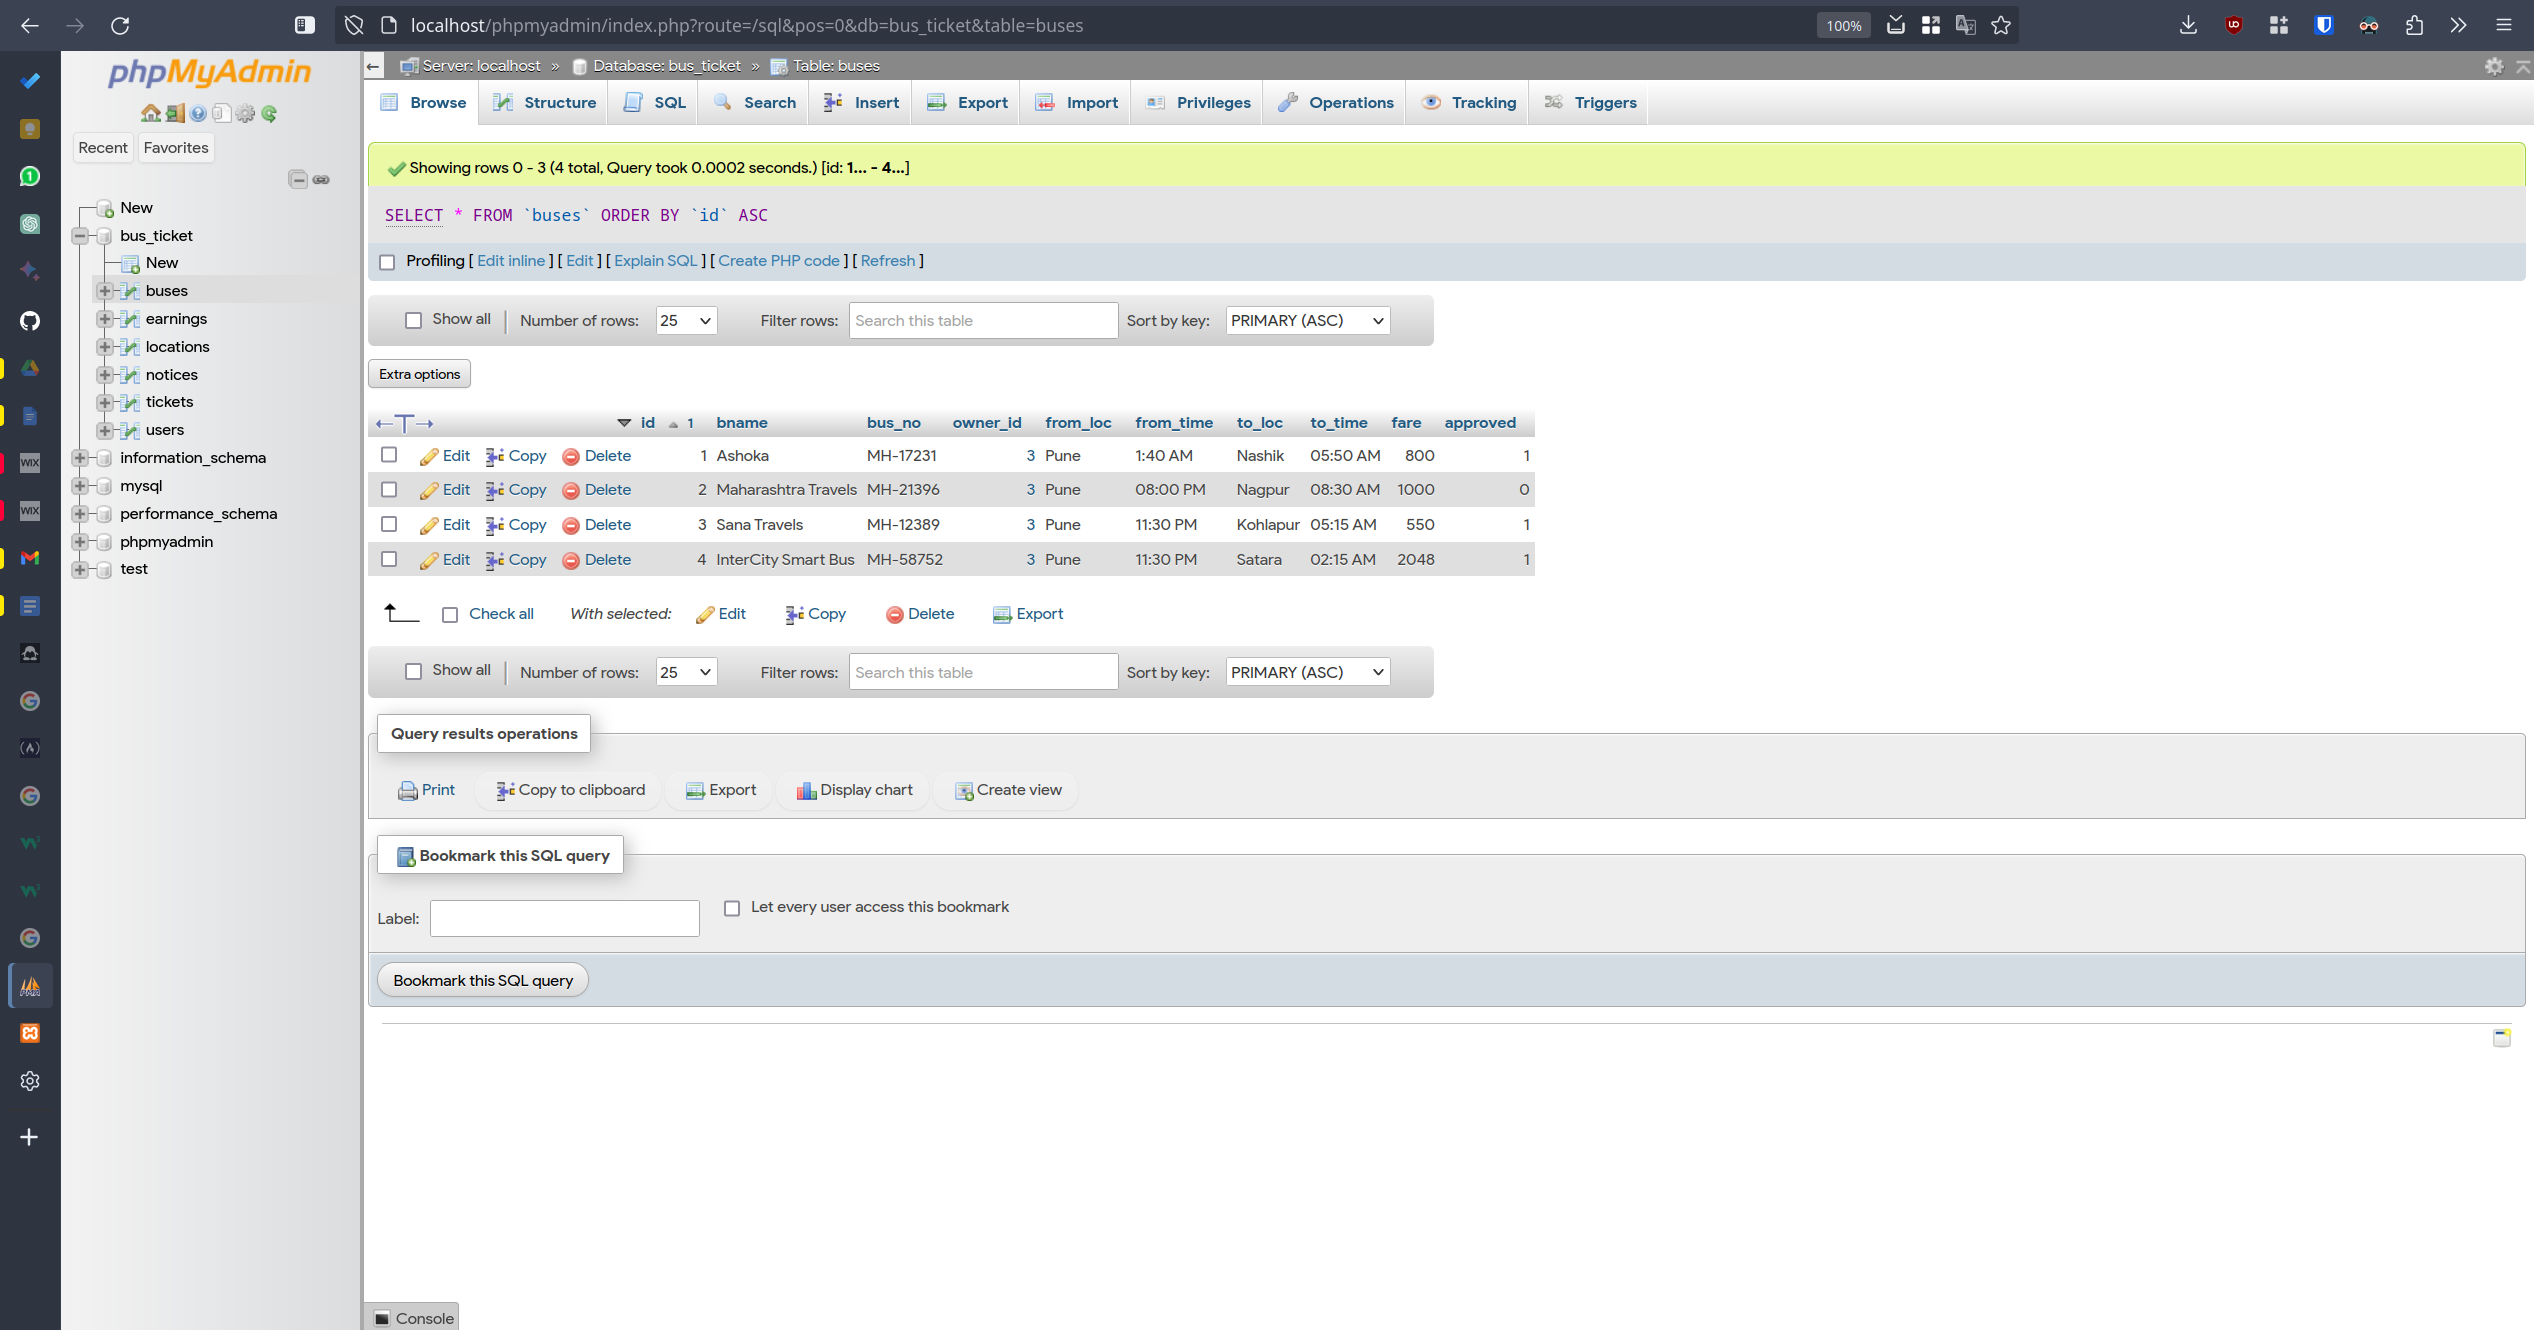 localhost/phpmyadmin/index.php?route=/sql&pos=0&db=bus_ticket&table=buses
100%
phpMyAdmin
Recent Favorites
New
bus_ticket
New
buses
earnings
locations
notices
tickets
users
information_schema
mysql
performance_schema
phpmyadmin
test
Server: localhost » Database: bus_ticket » Table: buses
Browse Structure SQL Search Insert Export Import Privileges Operations Tracking Triggers
Showing rows 0 - 3 (4 total, Query took 0.0002 seconds.) [id: 1... - 4...]
SELECT * FROM `buses` ORDER BY `id` ASC
Profiling [ Edit inline ] [ Edit ] [ Explain SQL ] [ Create PHP code ] [ Refresh ]
Show all Number of rows: 25 Filter rows: Search this table Sort by key: PRIMARY (ASC)
Extra options
id 1 bname bus_no owner_id from_loc from_time to_loc to_time fare approved
Edit Copy Delete 1 Ashoka MH-17231 3 Pune 1:40 AM Nashik 05:50 AM 800 1
Edit Copy Delete 2 Maharashtra Travels MH-21396 3 Pune 08:00 PM Nagpur 08:30 AM 1000 0
Edit Copy Delete 3 Sana Travels MH-12389 3 Pune 11:30 PM Kohlapur 05:15 AM 550 1
Edit Copy Delete 4 InterCity Smart Bus MH-58752 3 Pune 11:30 PM Satara 02:15 AM 2048 1
Check all With selected: Edit Copy Delete Export
Show all Number of rows: 25 Filter rows: Search this table Sort by key: PRIMARY (ASC)
Query results operations
Print Copy to clipboard Export Display chart Create view
Bookmark this SQL query
Label: Let every user access this bookmark
Bookmark this SQL query
Console
WIX
WIX
PMA